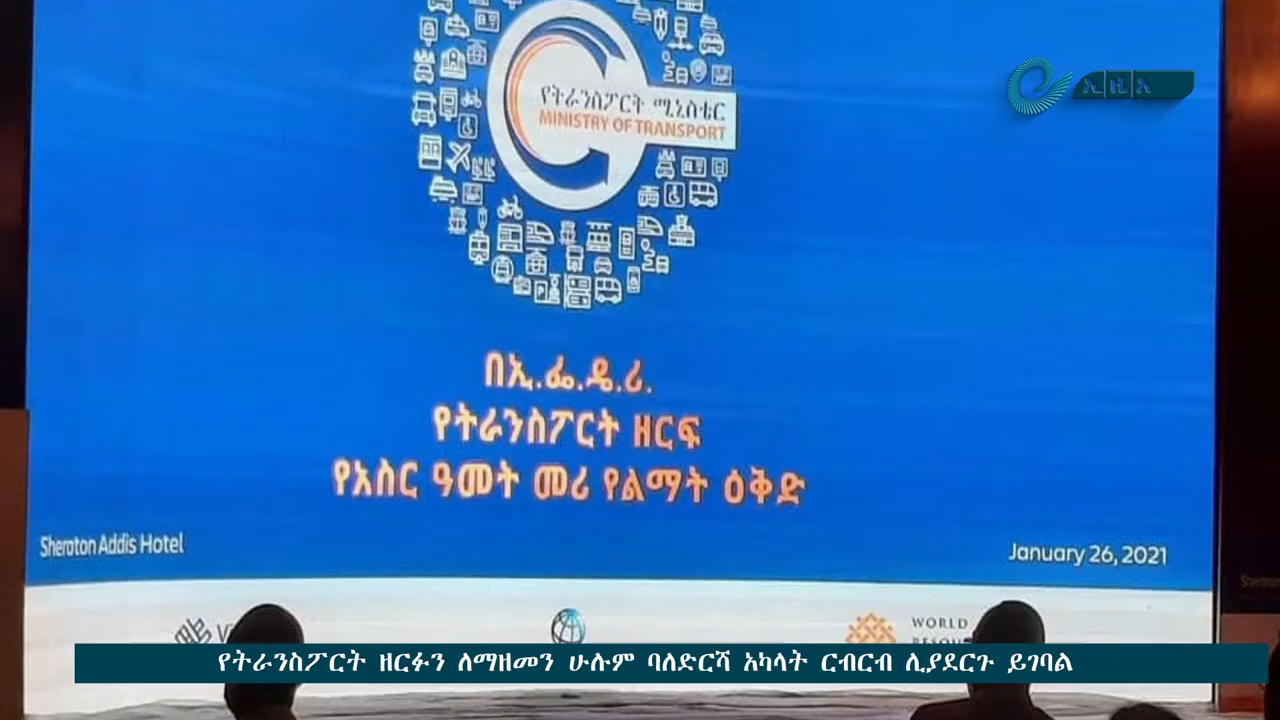 ኢዜአ
የትራንስፖርት ሚኒስቴር
MINISTRY OF TRANSPORT
በኢ.ፌ.ዴ.ሪ.
የትራንስፖርት ዘርፍ
የአስር ዓመት መሪ የልማት ዕቅድ
Sheraton Addis Hotel
January 26, 2021
WORLD
የትራንስፖርት ዘርፉን ለማዘመን ሁሉም ባለድርሻ አካላት ርብርብ ሊያደርጉ ይገባል